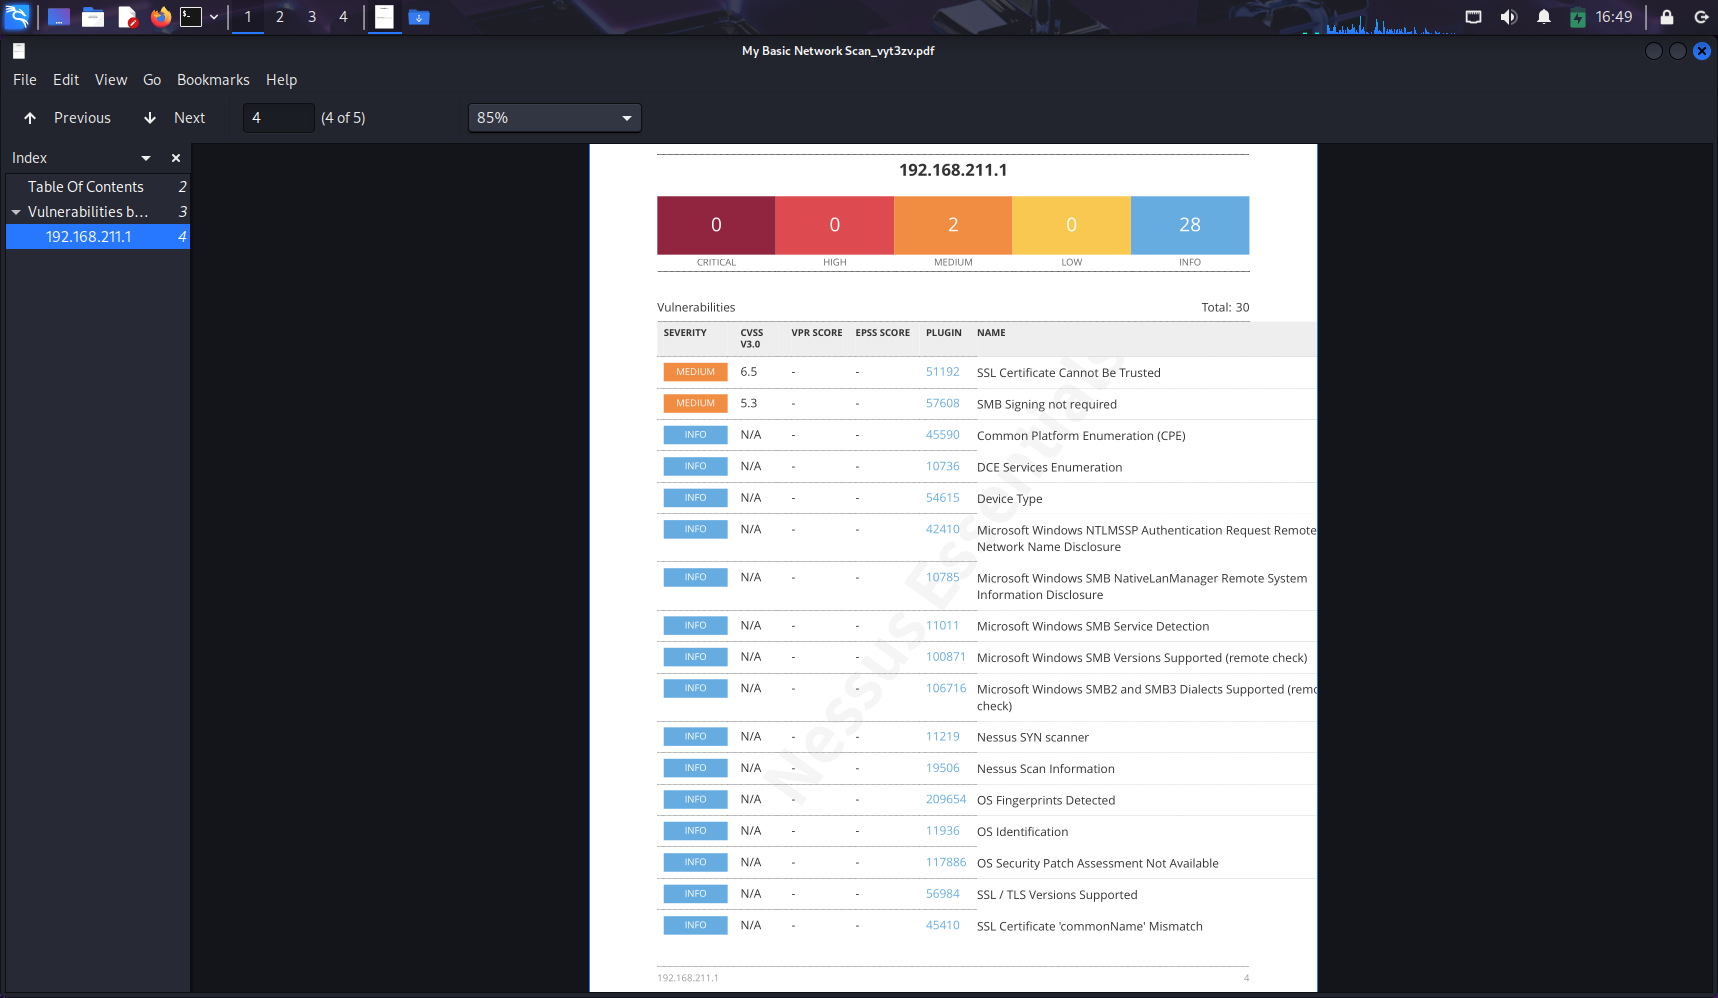 1 2 3 4 16:49
My Basic Network Scan_vyt3zv.pdf
File Edit View Go Bookmarks Help
Previous Next 4 (4 of 5) 85%
Index
Table Of Contents 2
Vulnerabilities b... 3
192.168.211.1 4
192.168.211.1
0 0 2 0 28
CRITICAL HIGH MEDIUM LOW INFO
Vulnerabilities Total: 30
SEVERITY CVSS V3.0 VPR SCORE EPSS SCORE PLUGIN NAME
MEDIUM 6.5 - - 51192 SSL Certificate Cannot Be Trusted
MEDIUM 5.3 - - 57608 SMB Signing not required
INFO N/A - - 45590 Common Platform Enumeration (CPE)
INFO N/A - - 10736 DCE Services Enumeration
INFO N/A - - 54615 Device Type
INFO N/A - - 42410 Microsoft Windows NTLMSSP Authentication Request Remote
Network Name Disclosure
INFO N/A - - 10785 Microsoft Windows SMB NativeLanManager Remote System
Information Disclosure
INFO N/A - - 11011 Microsoft Windows SMB Service Detection
INFO N/A - - 100871 Microsoft Windows SMB Versions Supported (remote check)
INFO N/A - - 106716 Microsoft Windows SMB2 and SMB3 Dialects Supported (remo
check)
INFO N/A - - 11219 Nessus SYN scanner
INFO N/A - - 19506 Nessus Scan Information
INFO N/A - - 209654 OS Fingerprints Detected
INFO N/A - - 11936 OS Identification
INFO N/A - - 117886 OS Security Patch Assessment Not Available
INFO N/A - - 56984 SSL / TLS Versions Supported
INFO N/A - - 45410 SSL Certificate 'commonName' Mismatch
Nessus Essentials
192.168.211.1 4